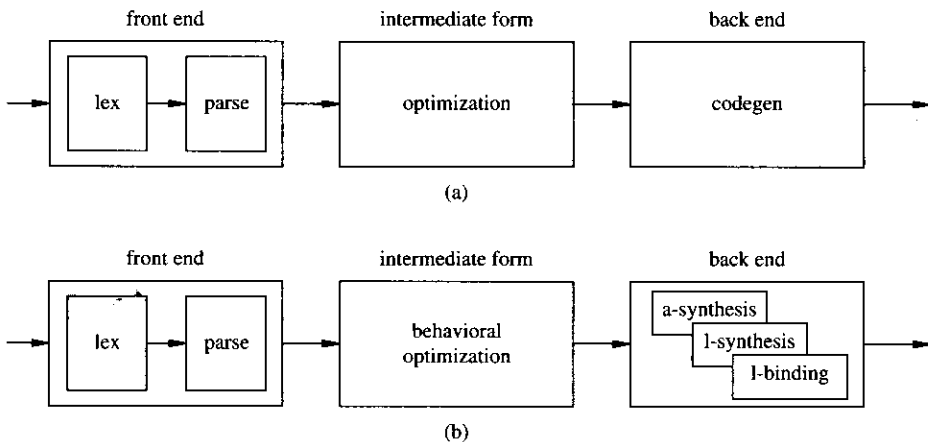 front end intermediate form back end
lex parse optimization codegen
(a)
front end intermediate form back end
lex parse behavioral optimization a-synthesis
l-synthesis
l-binding
(b)